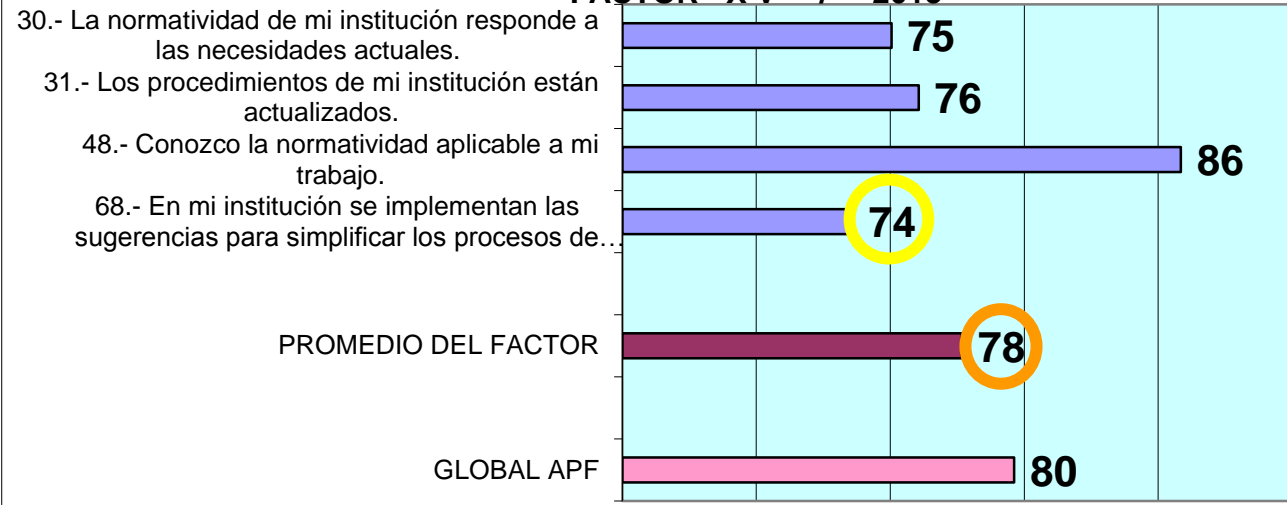 30.- La normatividad de mi institución responde a
las necesidades actuales.
75
31.- Los procedimientos de mi institución están
actualizados.
76
48.- Conozco la normatividad aplicable a mi
trabajo.
86
68.- En mi institución se implementan las
sugerencias para simplificar los procesos de…
74
PROMEDIO DEL FACTOR
78
GLOBAL APF
80